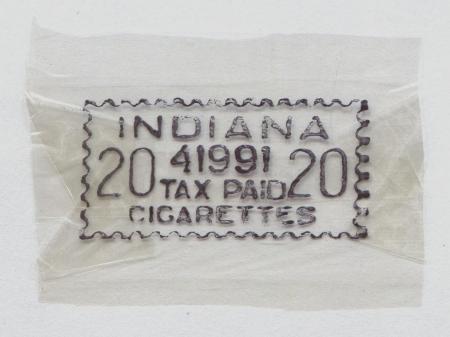 INDIANA
20 41991 20
TAX PAID
CIGARETTES